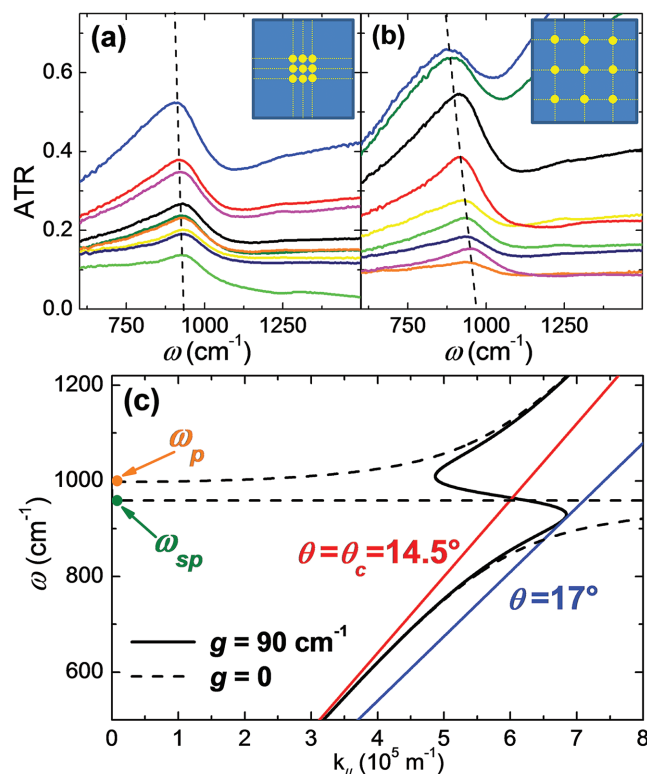 (a)
(b)
0.6
0.4
0.2
0.0
ATR
750 1000 1250
750 1000 1250
ω (cm⁻¹)
ω (cm⁻¹)
(c)
1200
1000
800
600
ω (cm⁻¹)
ωₚ
ωₛₚ
θ = θ_c = 14.5°
θ = 17°
g = 90 cm⁻¹
g = 0
0 1 2 3 4 5 6 7 8
k_// (10⁵ m⁻¹)